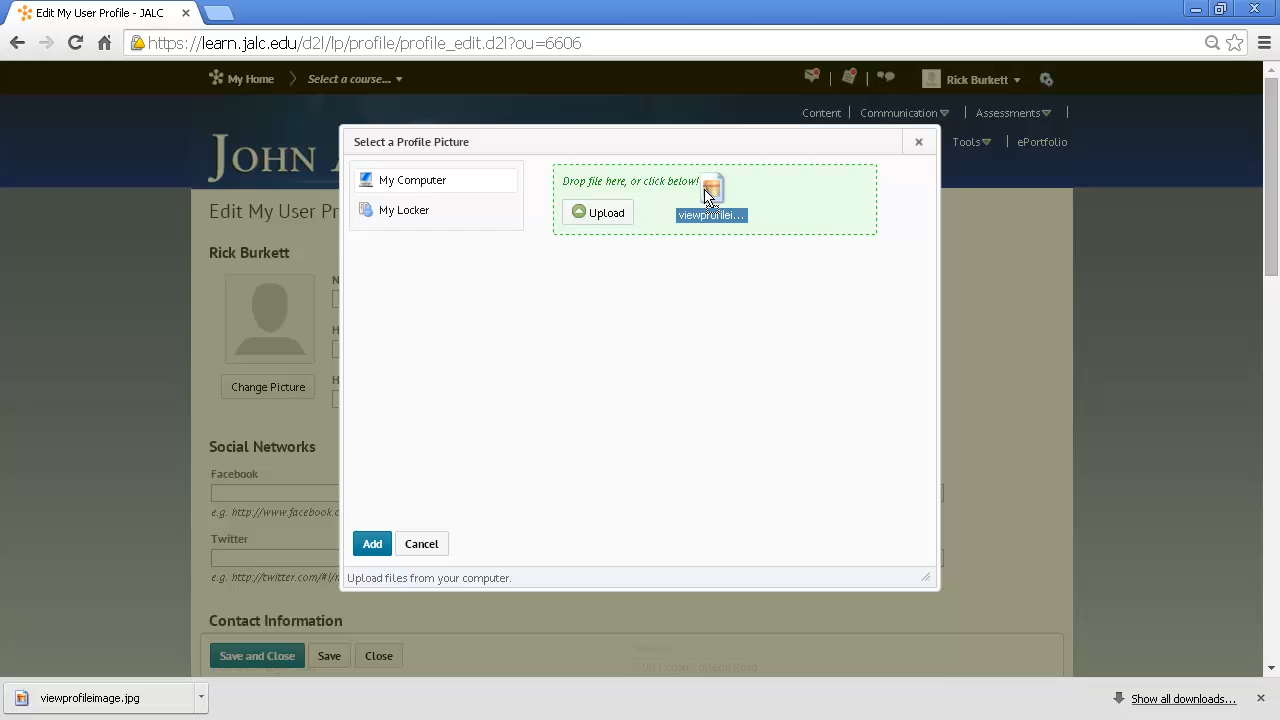 Edit My User Profile - JALC
https://learn.jalc.edu/d2l/lp/profile/profile_edit.d2l?ou=6606
My Home
Select a course...
Rick Burkett
Content
Communication
Assessments
Tools
ePortfolio
JOHN A
Edit My User Pr
Rick Burkett
N
H
H
Change Picture
Select a Profile Picture
My Computer
My Locker
Drop file here, or click below!
Upload
viewprofilei...
Add
Cancel
Upload files from your computer.
Social Networks
Facebook
e.g. http://www.facebook.c
Twitter
e.g. http://twitter.com/#!/
Contact Information
Save and Close
Save
Close
viewprofileimage.jpg
Show all downloads...